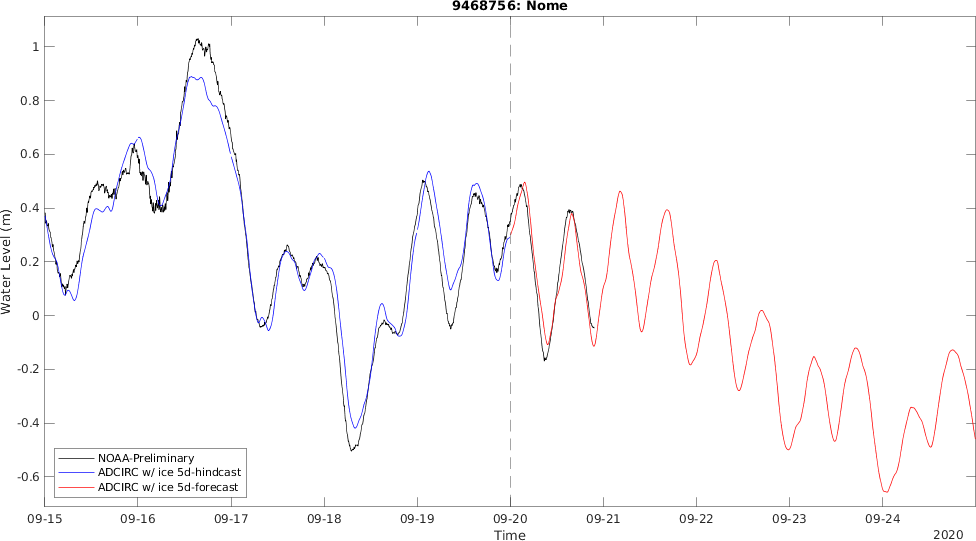 9468756: Nome
Water Level (m)
1
0.8
0.6
0.4
0.2
0
-0.2
-0.4
-0.6
NOAA-Preliminary
ADCIRC w/ ice 5d-hindcast
ADCIRC w/ ice 5d-forecast
09-15 09-16 09-17 09-18 09-19 09-20 09-21 09-22 09-23 09-24
Time
2020